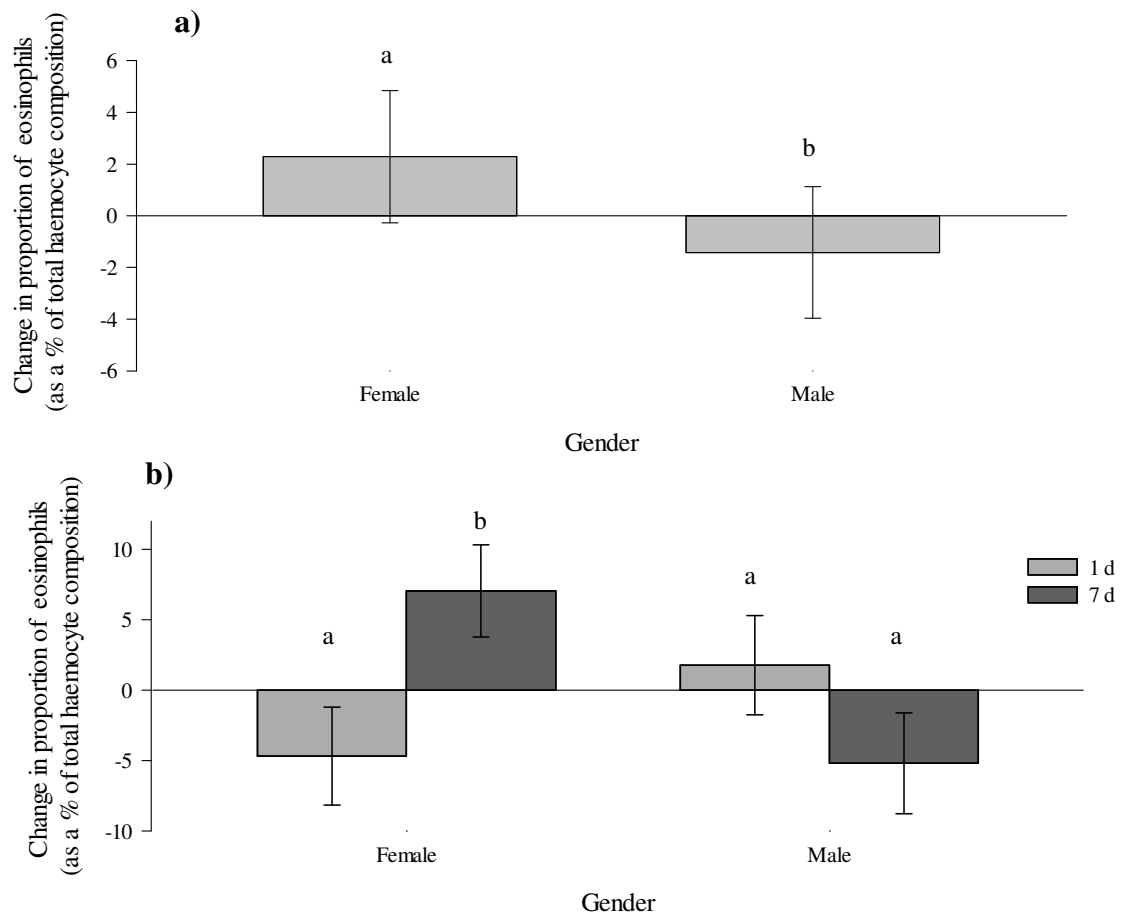 a)
Change in proportion of eosinophils
(as a % of total haemocyte composition)
6
4
2
0
-2
-4
-6
a
b
Female
Male
Gender
b)
Change in proportion of eosinophils
(as a % of total haemocyte composition)
10
5
0
-5
-10
a
b
a
a
1 d
7 d
Female
Male
Gender